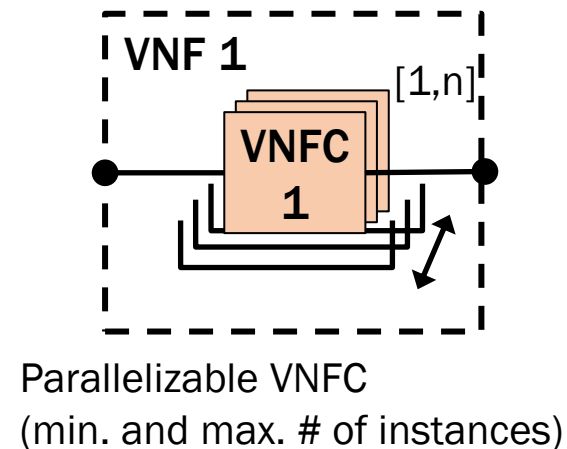 VNF 1
[1,n]
VNFC
1
Parallelizable VNFC
(min. and max. # of instances)